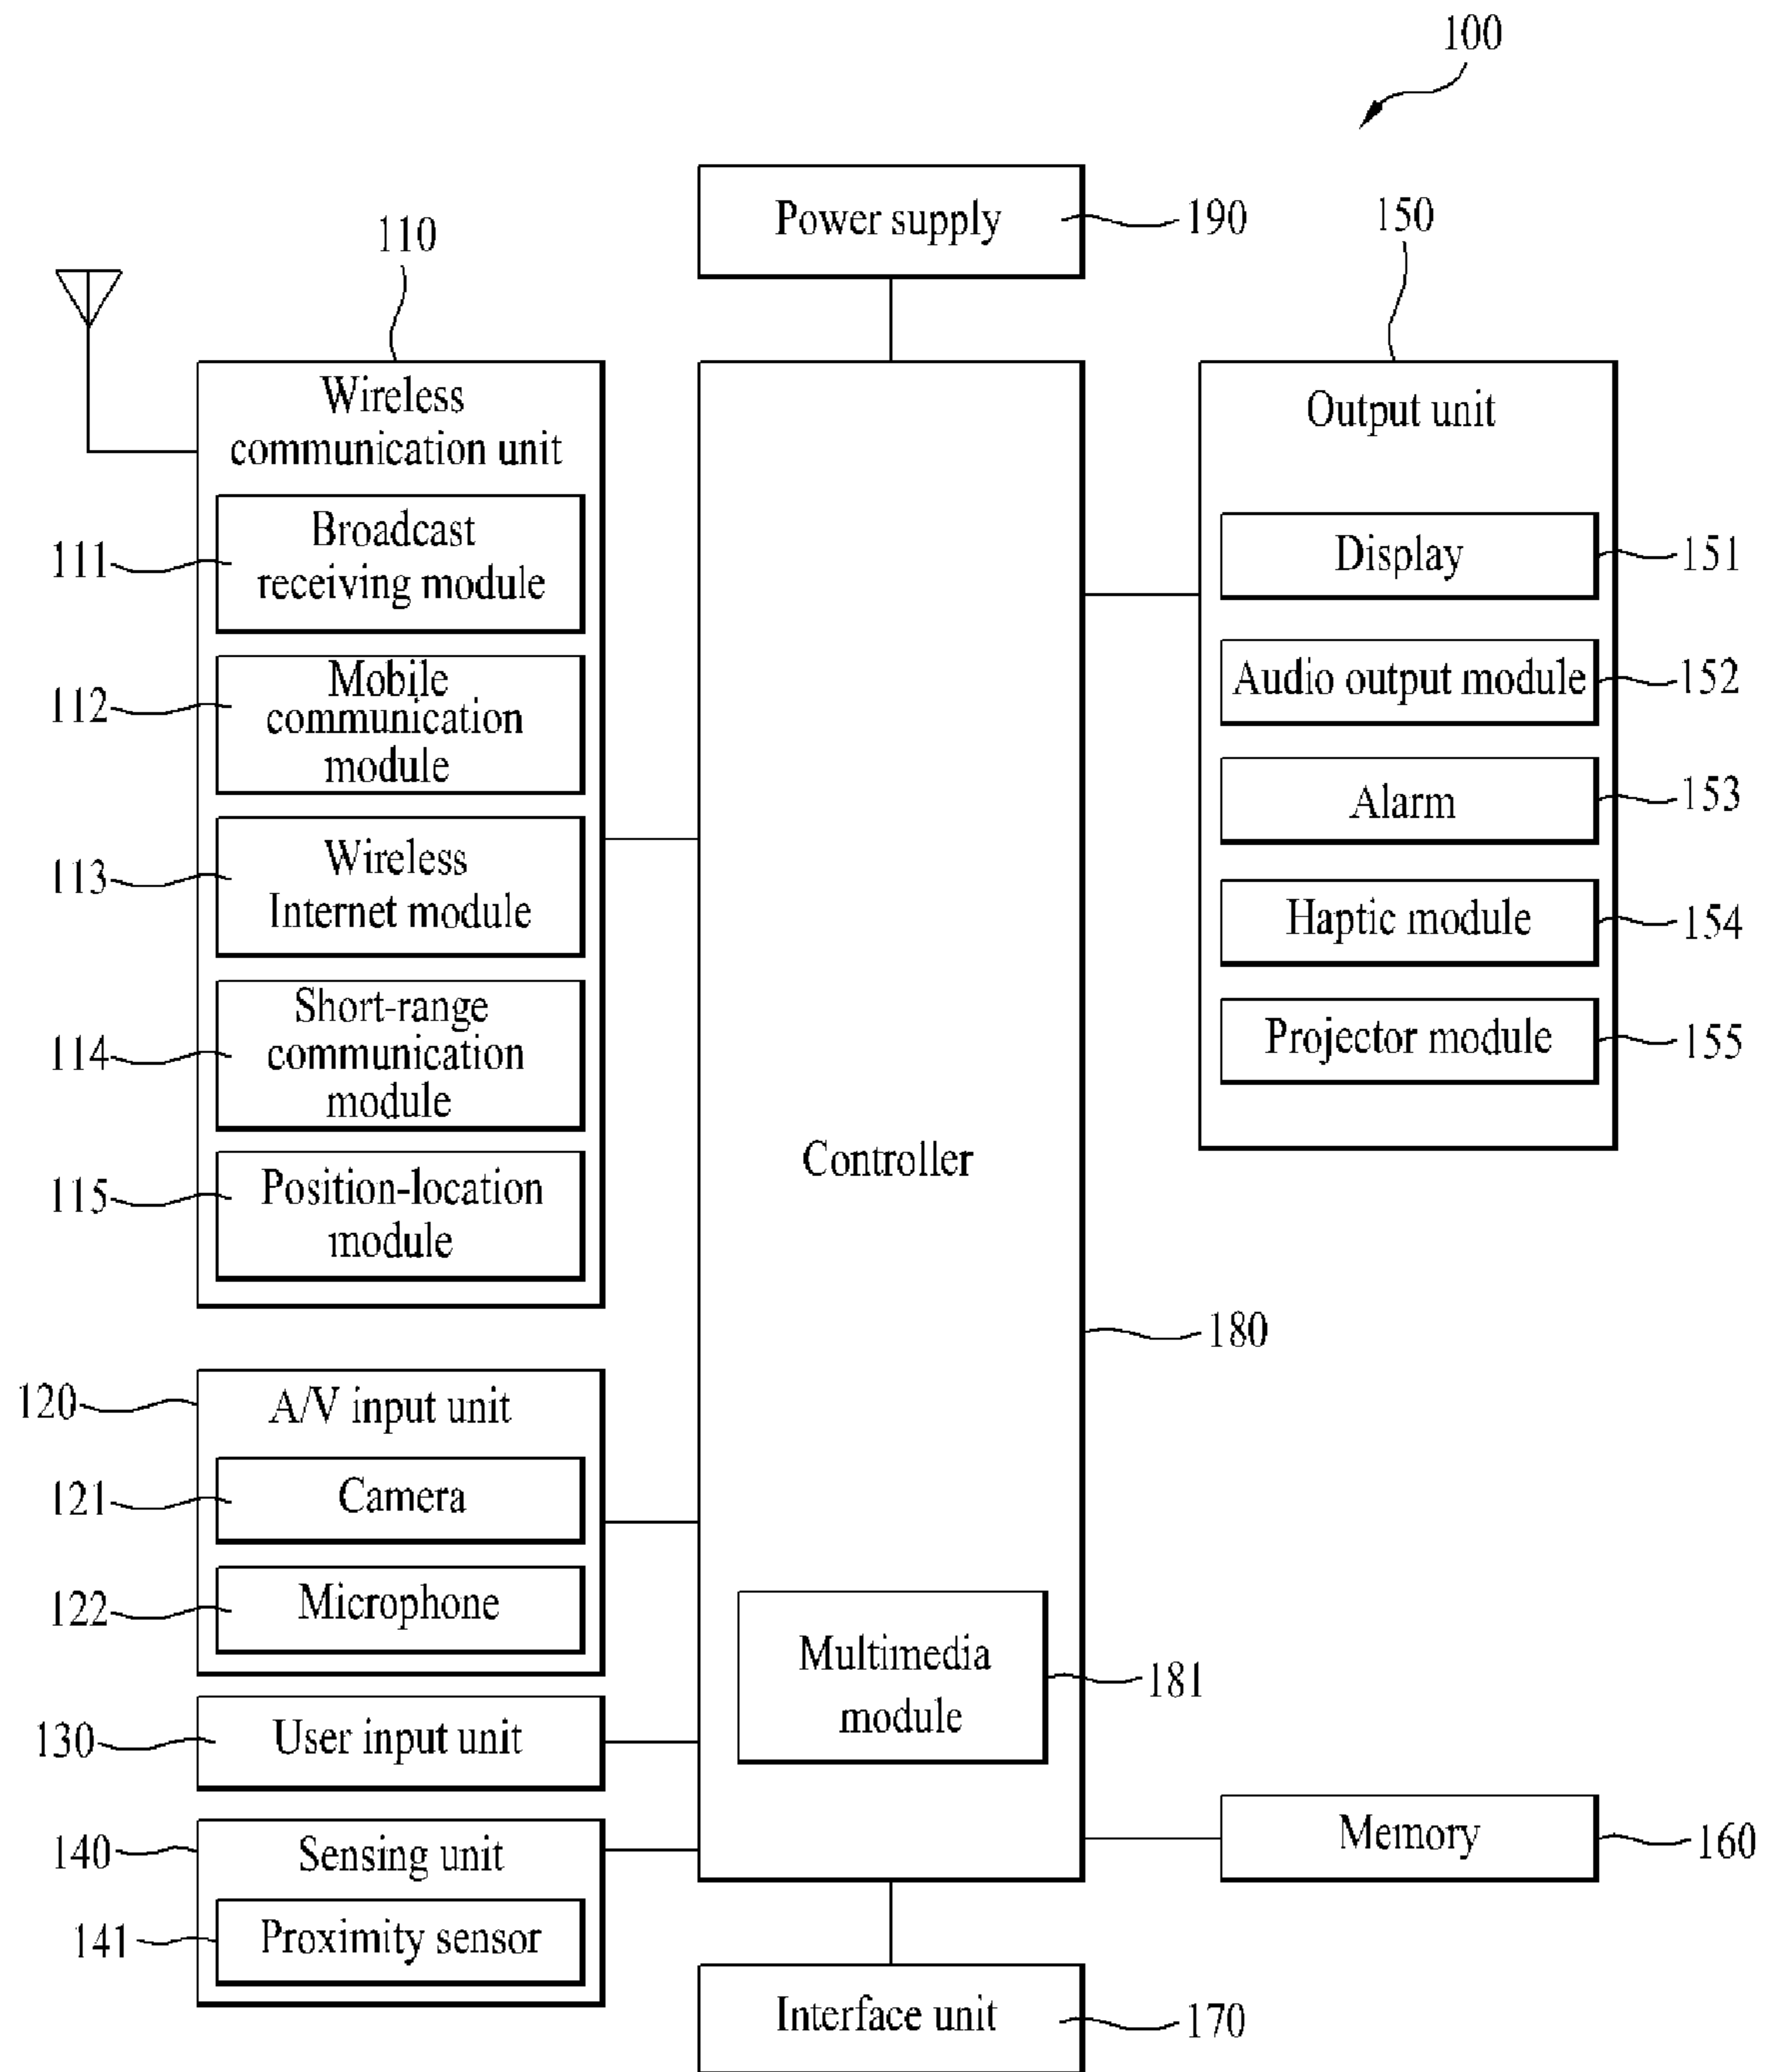 100
Power supply
190
110
150
Wireless
communication unit
Output unit
Broadcast
receiving module
111
Display
151
Mobile
communication
module
112
Audio output module
152
Alarm
153
Wireless
Internet module
113
Haptic module
154
Short-range
communication
module
114
Projector module
155
Position-location
module
115
Controller
180
120
A/V input unit
121
Camera
122
Microphone
Multimedia
module
181
130
User input unit
140
Sensing unit
Memory
160
141
Proximity sensor
Interface unit
170